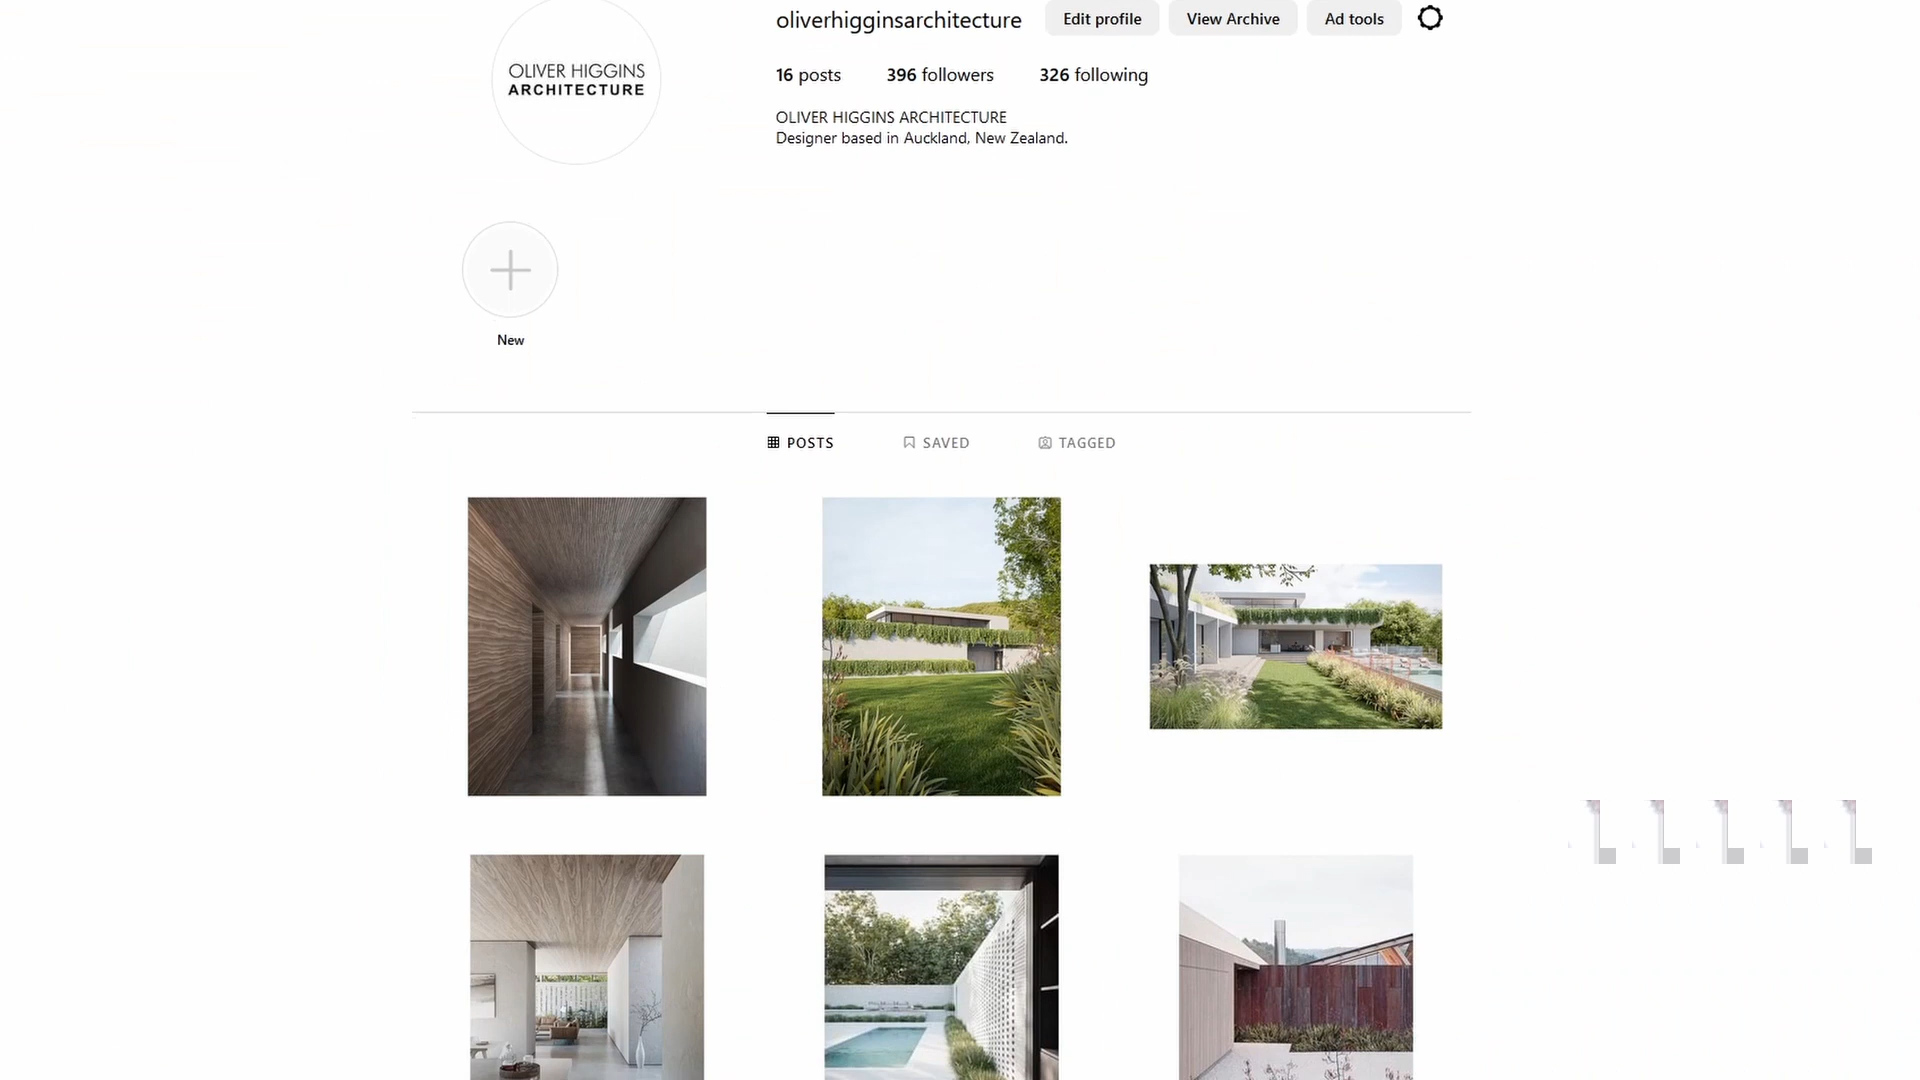 oliverhigginsarchitecture
Edit profile
View Archive
Ad tools
OLIVER HIGGINS
ARCHITECTURE
16 posts
396 followers
326 following
OLIVER HIGGINS ARCHITECTURE
Designer based in Auckland, New Zealand.
New
POSTS
SAVED
TAGGED